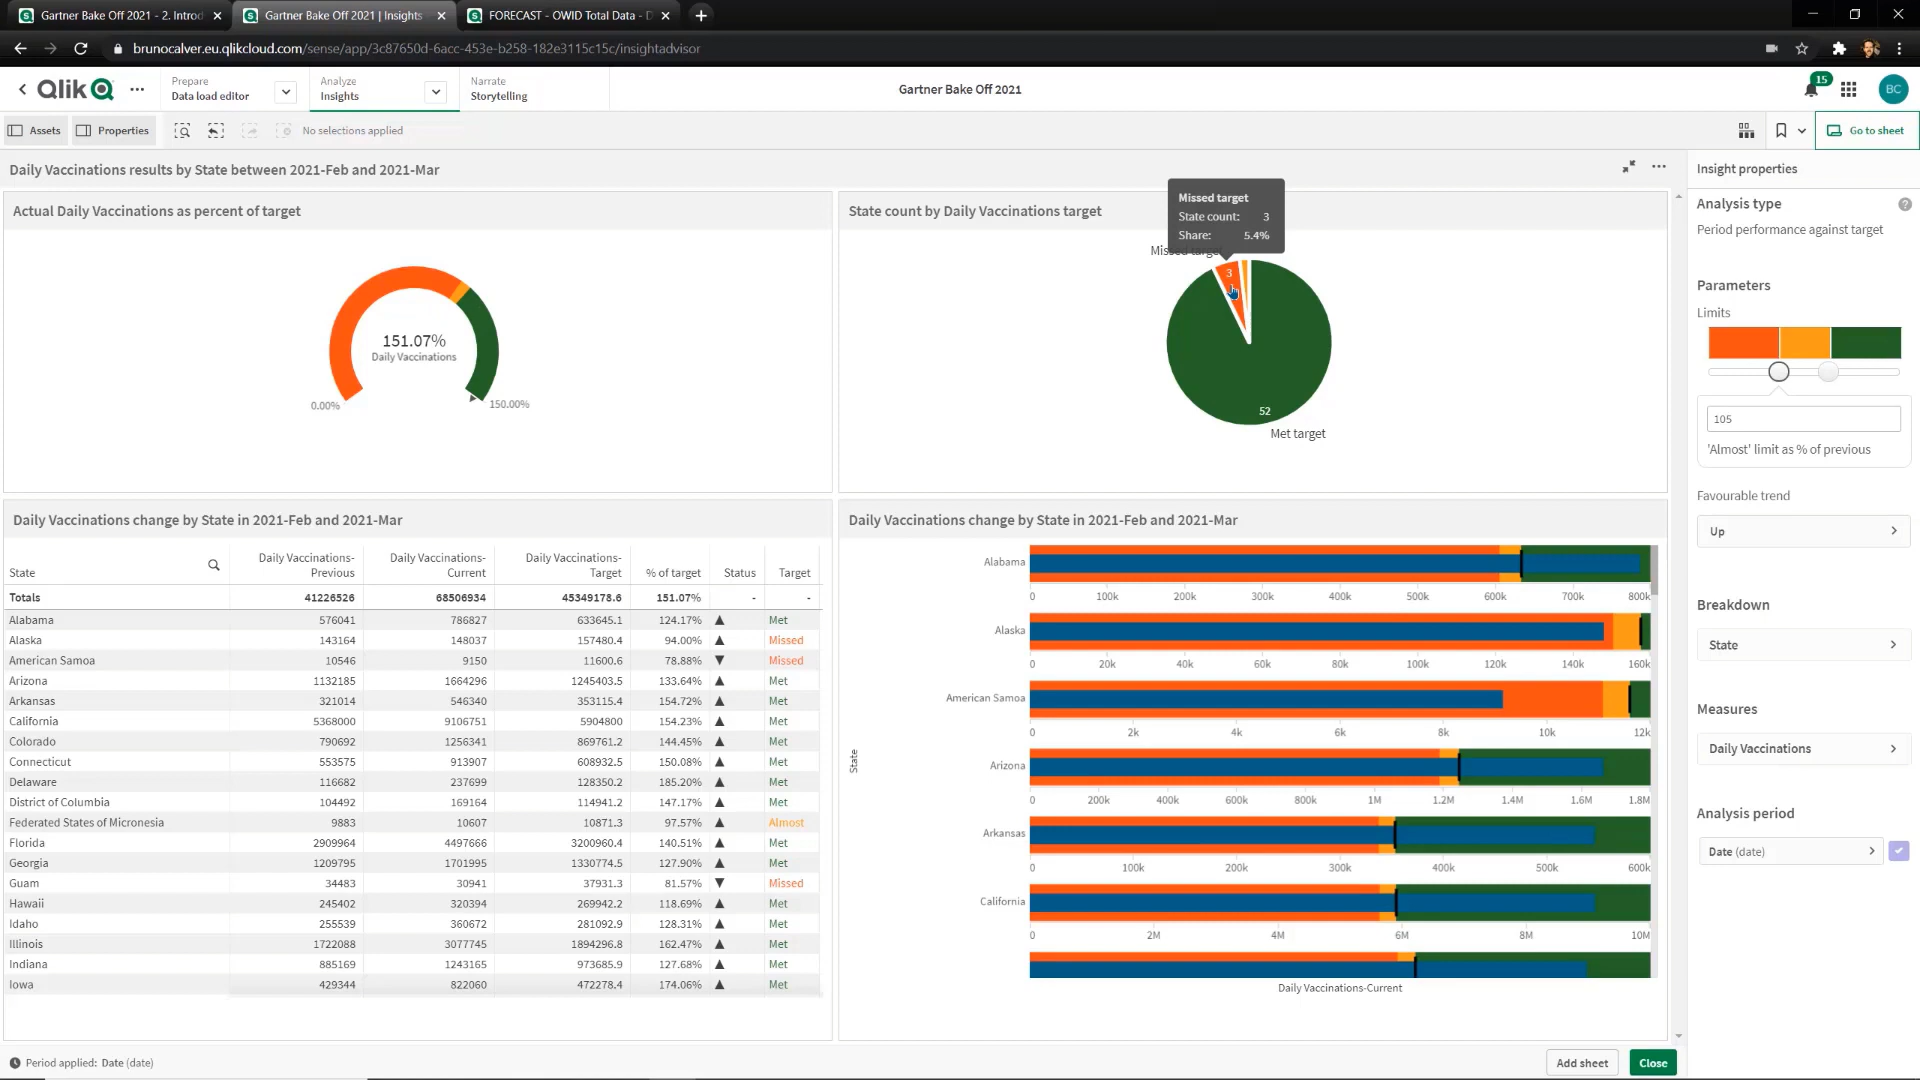 Gartner Bake Off 2021 - 2. Introd
Gartner Bake Off 2021 | Insights
FORECAST - OWID Total Data - D
brunocalver.eu.qlikcloud.com/sense/app/3c87650d-6acc-453e-b258-182e3115c15c/insightadvisor
Qlik
Prepare
Data load editor
Analyze
Insights
Narrate
Storytelling
Gartner Bake Off 2021
15
BC
Assets
Properties
No selections applied
Go to sheet
Daily Vaccinations results by State between 2021-Feb and 2021-Mar
Actual Daily Vaccinations as percent of target
151.07%
Daily Vaccinations
0.00%
150.00%
State count by Daily Vaccinations target
Missed target
State count: 3
Share: 5.4%
Missed target
3
52
Met target
Daily Vaccinations change by State in 2021-Feb and 2021-Mar
State Daily Vaccinations-Previous Daily Vaccinations-Current Daily Vaccinations-Target % of target Status Target
Totals 41226526 68506934 45349178.6 151.07% - -
Alabama 576041 786827 633645.1 124.17% ▲ Met
Alaska 143164 148037 157480.4 94.00% ▲ Missed
American Samoa 10546 9150 11600.6 78.88% ▼ Missed
Arizona 1132185 1664296 1245403.5 133.64% ▲ Met
Arkansas 321014 546340 353115.4 154.72% ▲ Met
California 5368000 9106751 5904800 154.23% ▲ Met
Colorado 790692 1256341 869761.2 144.45% ▲ Met
Connecticut 553575 913907 608932.5 150.08% ▲ Met
Delaware 116682 237699 128350.2 185.20% ▲ Met
District of Columbia 104492 169164 114941.2 147.17% ▲ Met
Federated States of Micronesia 9883 10607 10871.3 97.57% ▲ Almost
Florida 2909964 4497666 3200960.4 140.51% ▲ Met
Georgia 1209795 1701995 1330774.5 127.90% ▲ Met
Guam 34483 30941 37931.3 81.57% ▼ Missed
Hawaii 245402 320394 269942.2 118.69% ▲ Met
Idaho 255539 360672 281092.9 128.31% ▲ Met
Illinois 1722088 3077745 1894296.8 162.47% ▲ Met
Indiana 885169 1243165 973685.9 127.68% ▲ Met
Iowa 429344 822060 472278.4 174.06% ▲ Met
Daily Vaccinations change by State in 2021-Feb and 2021-Mar
State
Alabama
0 100k 200k 300k 400k 500k 600k 700k 800k
Alaska
0 20k 40k 60k 80k 100k 120k 140k 160k
American Samoa
0 2k 4k 6k 8k 10k 12k
Arizona
0 200k 400k 600k 800k 1M 1.2M 1.4M 1.6M 1.8M
Arkansas
0 100k 200k 300k 400k 500k 600k
California
0 2M 4M 6M 8M 10M
Daily Vaccinations-Current
Insight properties
Analysis type
Period performance against target
Parameters
Limits
105
'Almost' limit as % of previous
Favourable trend
Up
Breakdown
State
Measures
Daily Vaccinations
Analysis period
Date (date)
Period applied: Date (date)
Add sheet
Close